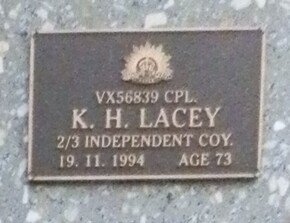 VX56839 CPL.
K. H. LACEY
2/3 INDEPENDENT COY.
19. 11. 1994 AGE 73